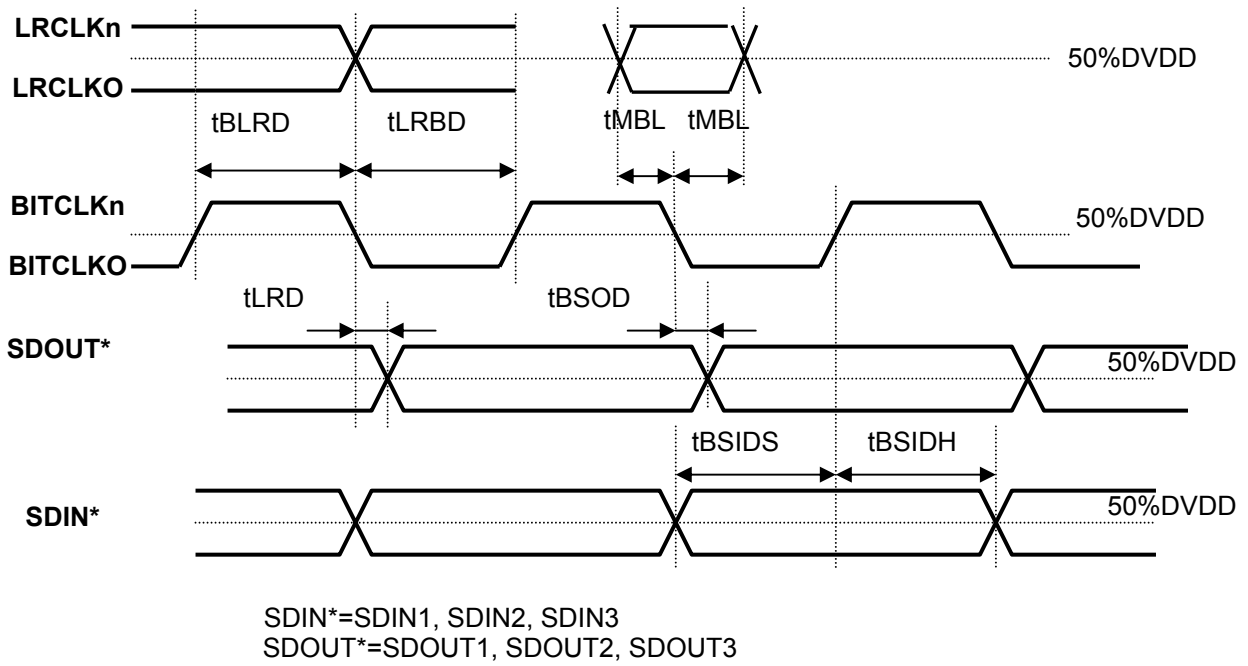 LRCLKn
50%DVDD
LRCLKO
tBLRD tLRBD tMBL tMBL
BITCLKn
50%DVDD
BITCLKO
tLRD tBSOD
SDOUT*
50%DVDD
tBSIDS tBSIDH
50%DVDD
SDIN*
SDIN*=SDIN1, SDIN2, SDIN3
SDOUT*=SDOUT1, SDOUT2, SDOUT3